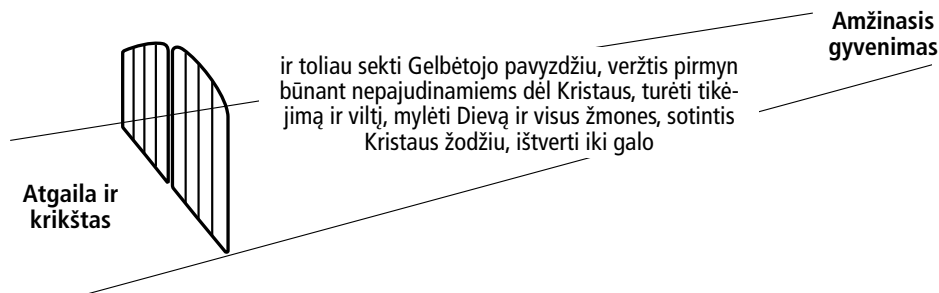 Amžinasis
gyvenimas
ir toliau sekti Gelbėtojo pavyzdžiu, veržtis pirmyn
būnant nepajudinamiems dėl Kristaus, turėti tikė-
jimą ir viltį, mylėti Dievą ir visus žmones, sotintis
Kristaus žodžiu, ištverti iki galo
Atgaila ir
krikštas